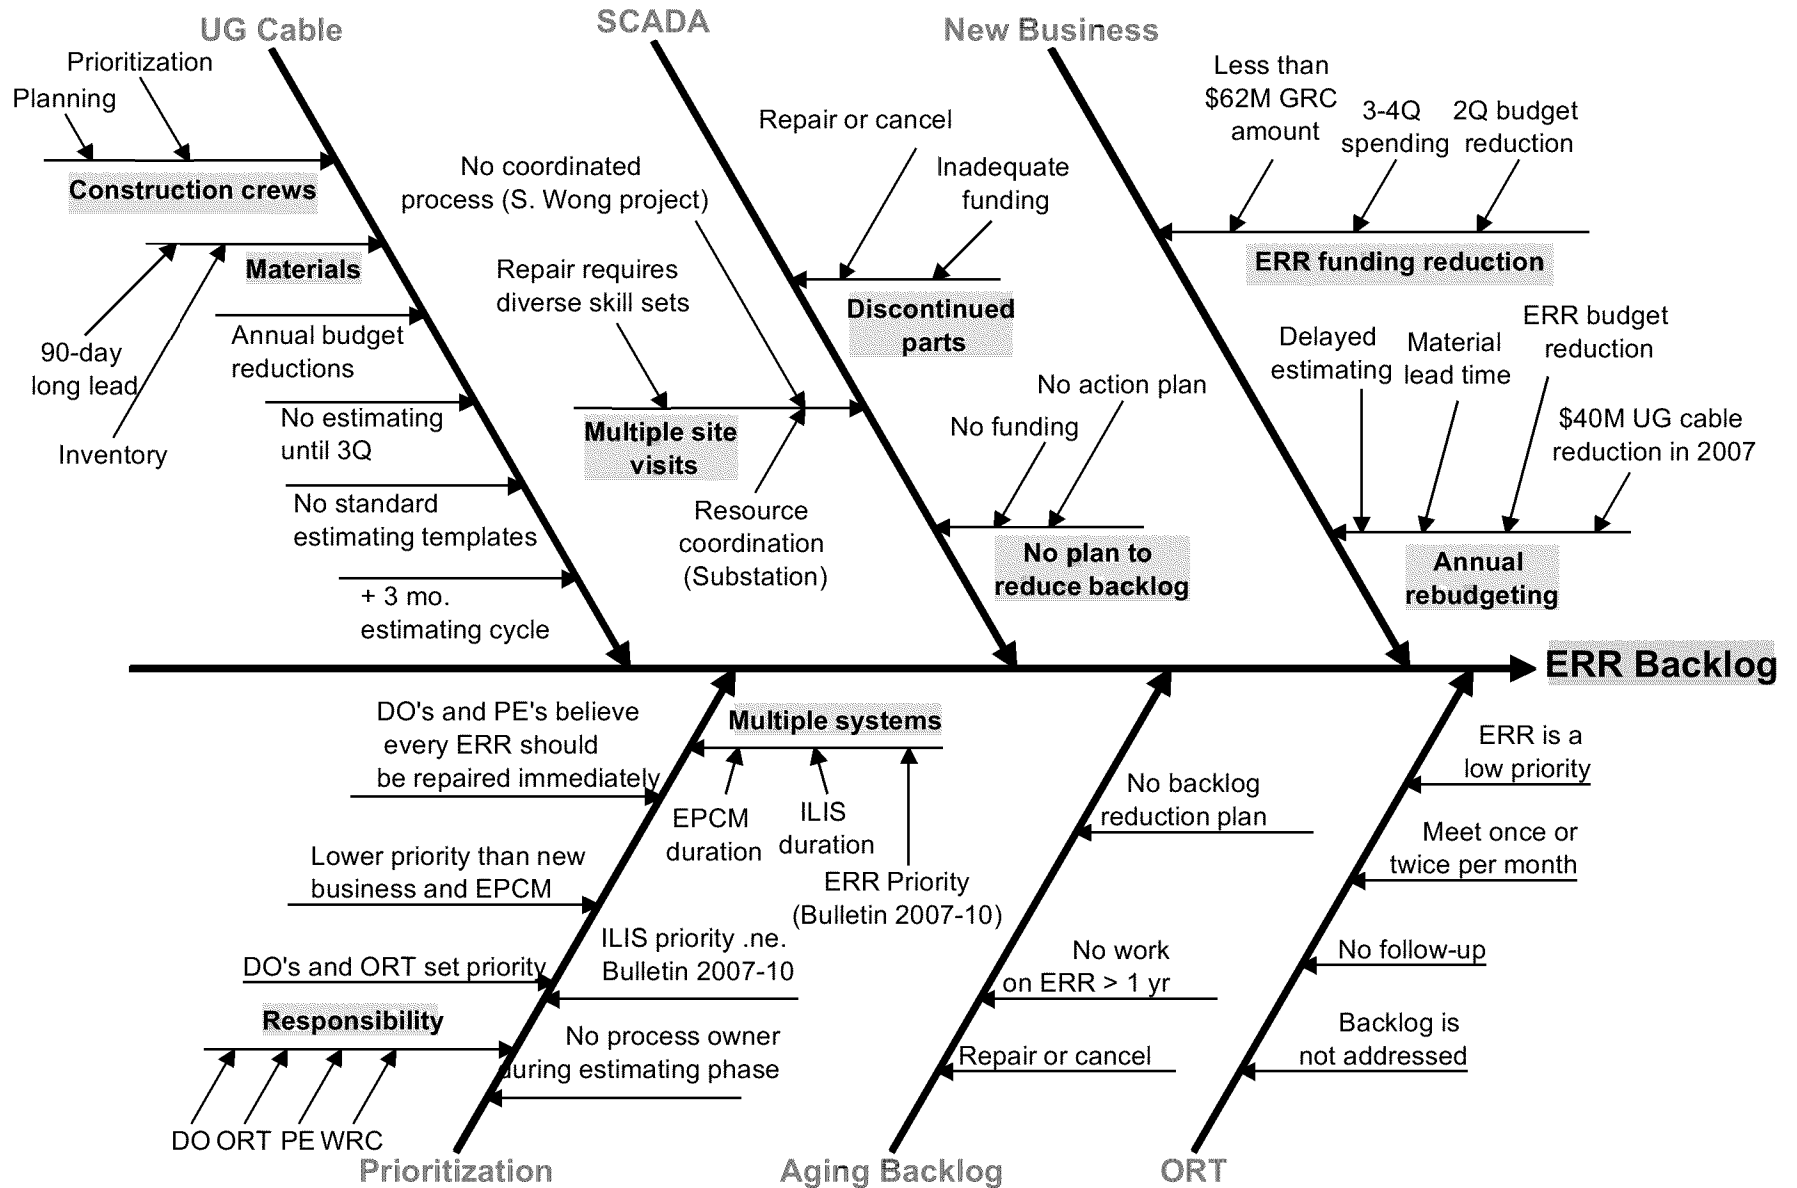 UG Cable
SCADA
New Business
Prioritization
Planning
Construction crews
Materials
90-day
long lead
Inventory
Annual budget
reductions
No estimating
until 3Q
No standard
estimating templates
+ 3 mo.
estimating cycle
Repair or cancel
Inadequate
funding
Discontinued
parts
No coordinated
process (S. Wong project)
Repair requires
diverse skill sets
Multiple site
visits
Resource
coordination
(Substation)
No action plan
No funding
No plan to
reduce backlog
Less than
$62M GRC
amount
3-4Q
spending
2Q budget
reduction
ERR funding reduction
Delayed
estimating
Material
lead time
ERR budget
reduction
$40M UG cable
reduction in 2007
Annual
rebudgeting
ERR Backlog
DO's and PE's believe
every ERR should
be repaired immediately
Multiple systems
EPCM
duration
ILIS
duration
ERR Priority
(Bulletin 2007-10)
Lower priority than new
business and EPCM
ILIS priority .ne.
Bulletin 2007-10
DO's and ORT set priority
Responsibility
DO ORT PE WRC
No process owner
during estimating phase
Prioritization
No backlog
reduction plan
No work
on ERR > 1 yr
Repair or cancel
Aging Backlog
ERR is a
low priority
Meet once or
twice per month
No follow-up
Backlog is
not addressed
ORT